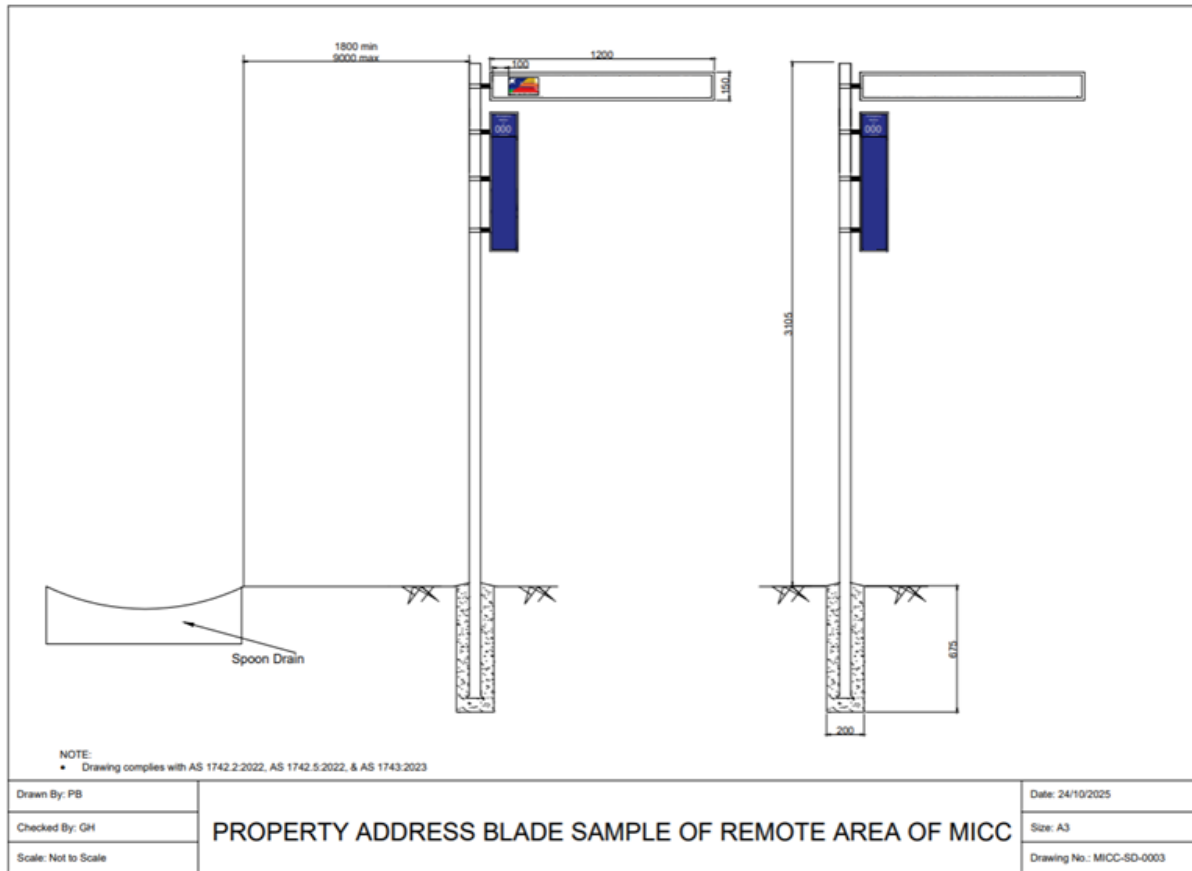 1800 min
9000 max
1200
100
150
000
000
3105
675
200
Spoon Drain
NOTE:
• Drawing complies with AS 1742.2:2022, AS 1742.5:2022, & AS 1743:2023
Drawn By: PB
Checked By: GH
Scale: Not to Scale
PROPERTY ADDRESS BLADE SAMPLE OF REMOTE AREA OF MICC
Date: 24/10/2025
Size: A3
Drawing No.: MICC-SD-0003